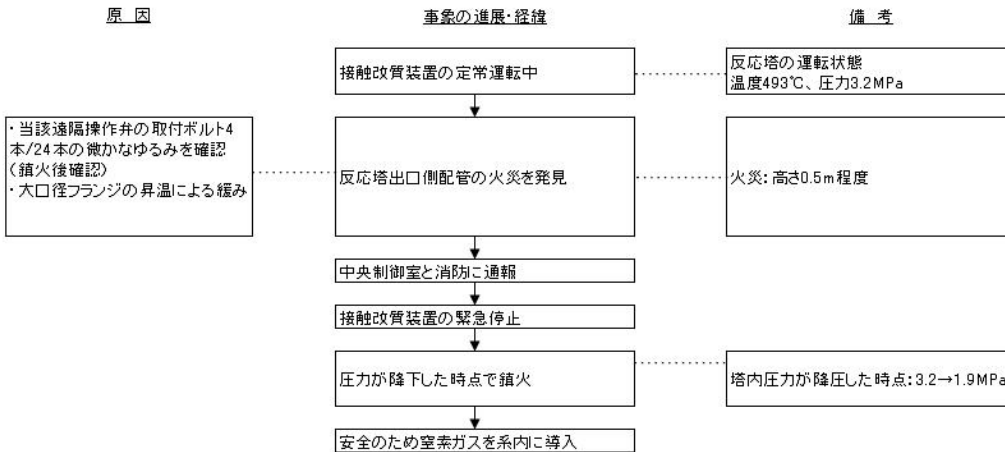 原 因
事象の進展・経緯
備 考
接触改質装置の定常運転中
反応塔の運転状態
温度493℃、圧力3.2MPa
・当該遠隔操作弁の取付ボルト4
本/24本の微かなゆるみを確認
(鎮火後確認)
・大口径フランジの昇温による緩み
反応塔出口側配管の火災を発見
火災:高さ0.5m程度
中央制御室と消防に通報
接触改質装置の緊急停止
圧力が降下した時点で鎮火
塔内圧力が降圧した時点:3.2→1.9MPa
安全のため窒素ガスを系内に導入